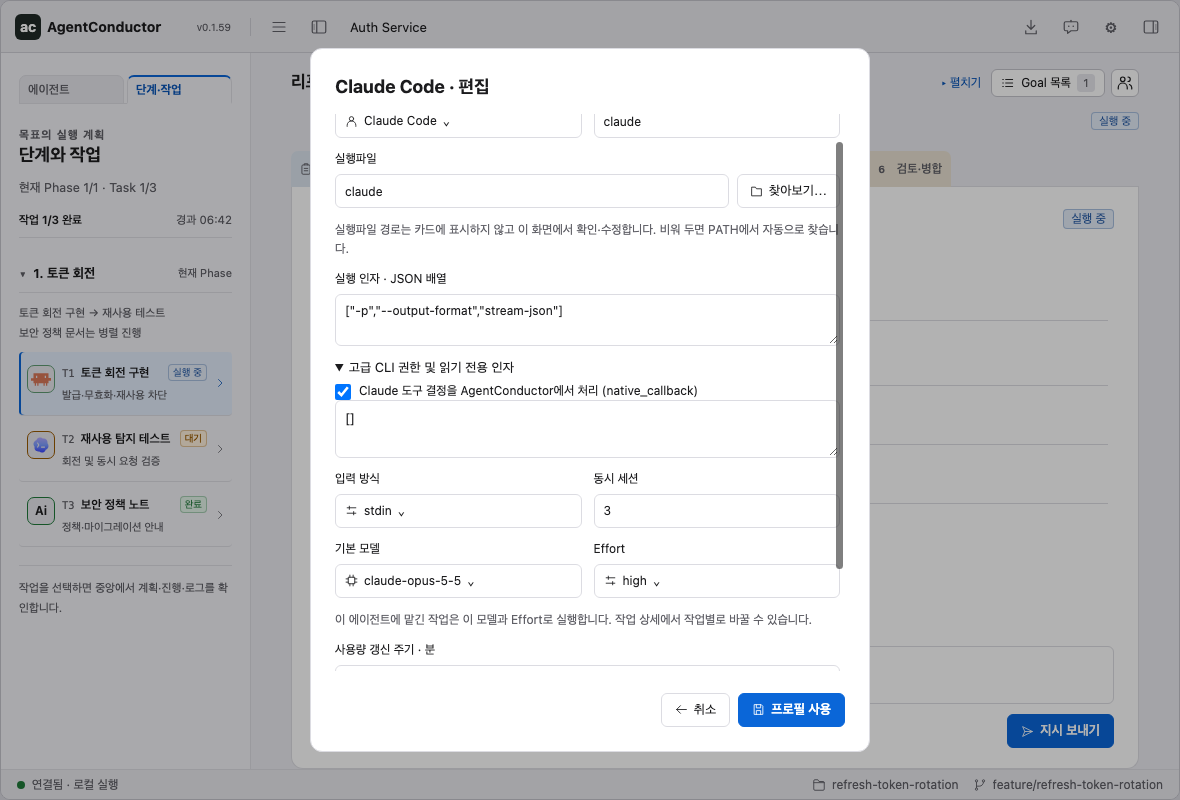 ac AgentConductor v0.1.59 Auth Service
에이전트 단계·작업
목표의 실행 계획
단계와 작업
현재 Phase 1/1 · Task 1/3
작업 1/3 완료 경과 06:42
1. 토큰 회전 현재 Phase
토큰 회전 구현 → 재사용 테스트
보안 정책 문서는 병렬 진행
T1 토큰 회전 구현 실행 중
발급·무효화·재사용 차단
T2 재사용 탐지 테스트 대기
회전 및 동시 요청 검증
Ai T3 보안 정책 노트 완료
정책·마이그레이션 안내
작업을 선택하면 중앙에서 계획·진행·로그를 확
인합니다.
펼치기 Goal 목록 1
실행 중
6 검토·병합
실행 중
Claude Code · 편집
Claude Code claude
실행파일
claude 찾아보기...
실행파일 경로는 카드에 표시하지 않고 이 화면에서 확인·수정합니다. 비워 두면 PATH에서 자동으로 찾습니
다.
실행 인자 · JSON 배열
["-p","--output-format","stream-json"]
고급 CLI 권한 및 읽기 전용 인자
Claude 도구 결정을 AgentConductor에서 처리 (native_callback)
[]
입력 방식 동시 세션
stdin 3
기본 모델 Effort
claude-opus-5-5 high
이 에이전트에 맡긴 작업은 이 모델과 Effort로 실행합니다. 작업 상세에서 작업별로 바꿀 수 있습니다.
사용량 갱신 주기 · 분
취소 프로필 사용
지시 보내기
연결됨 · 로컬 실행 refresh-token-rotation feature/refresh-token-rotation